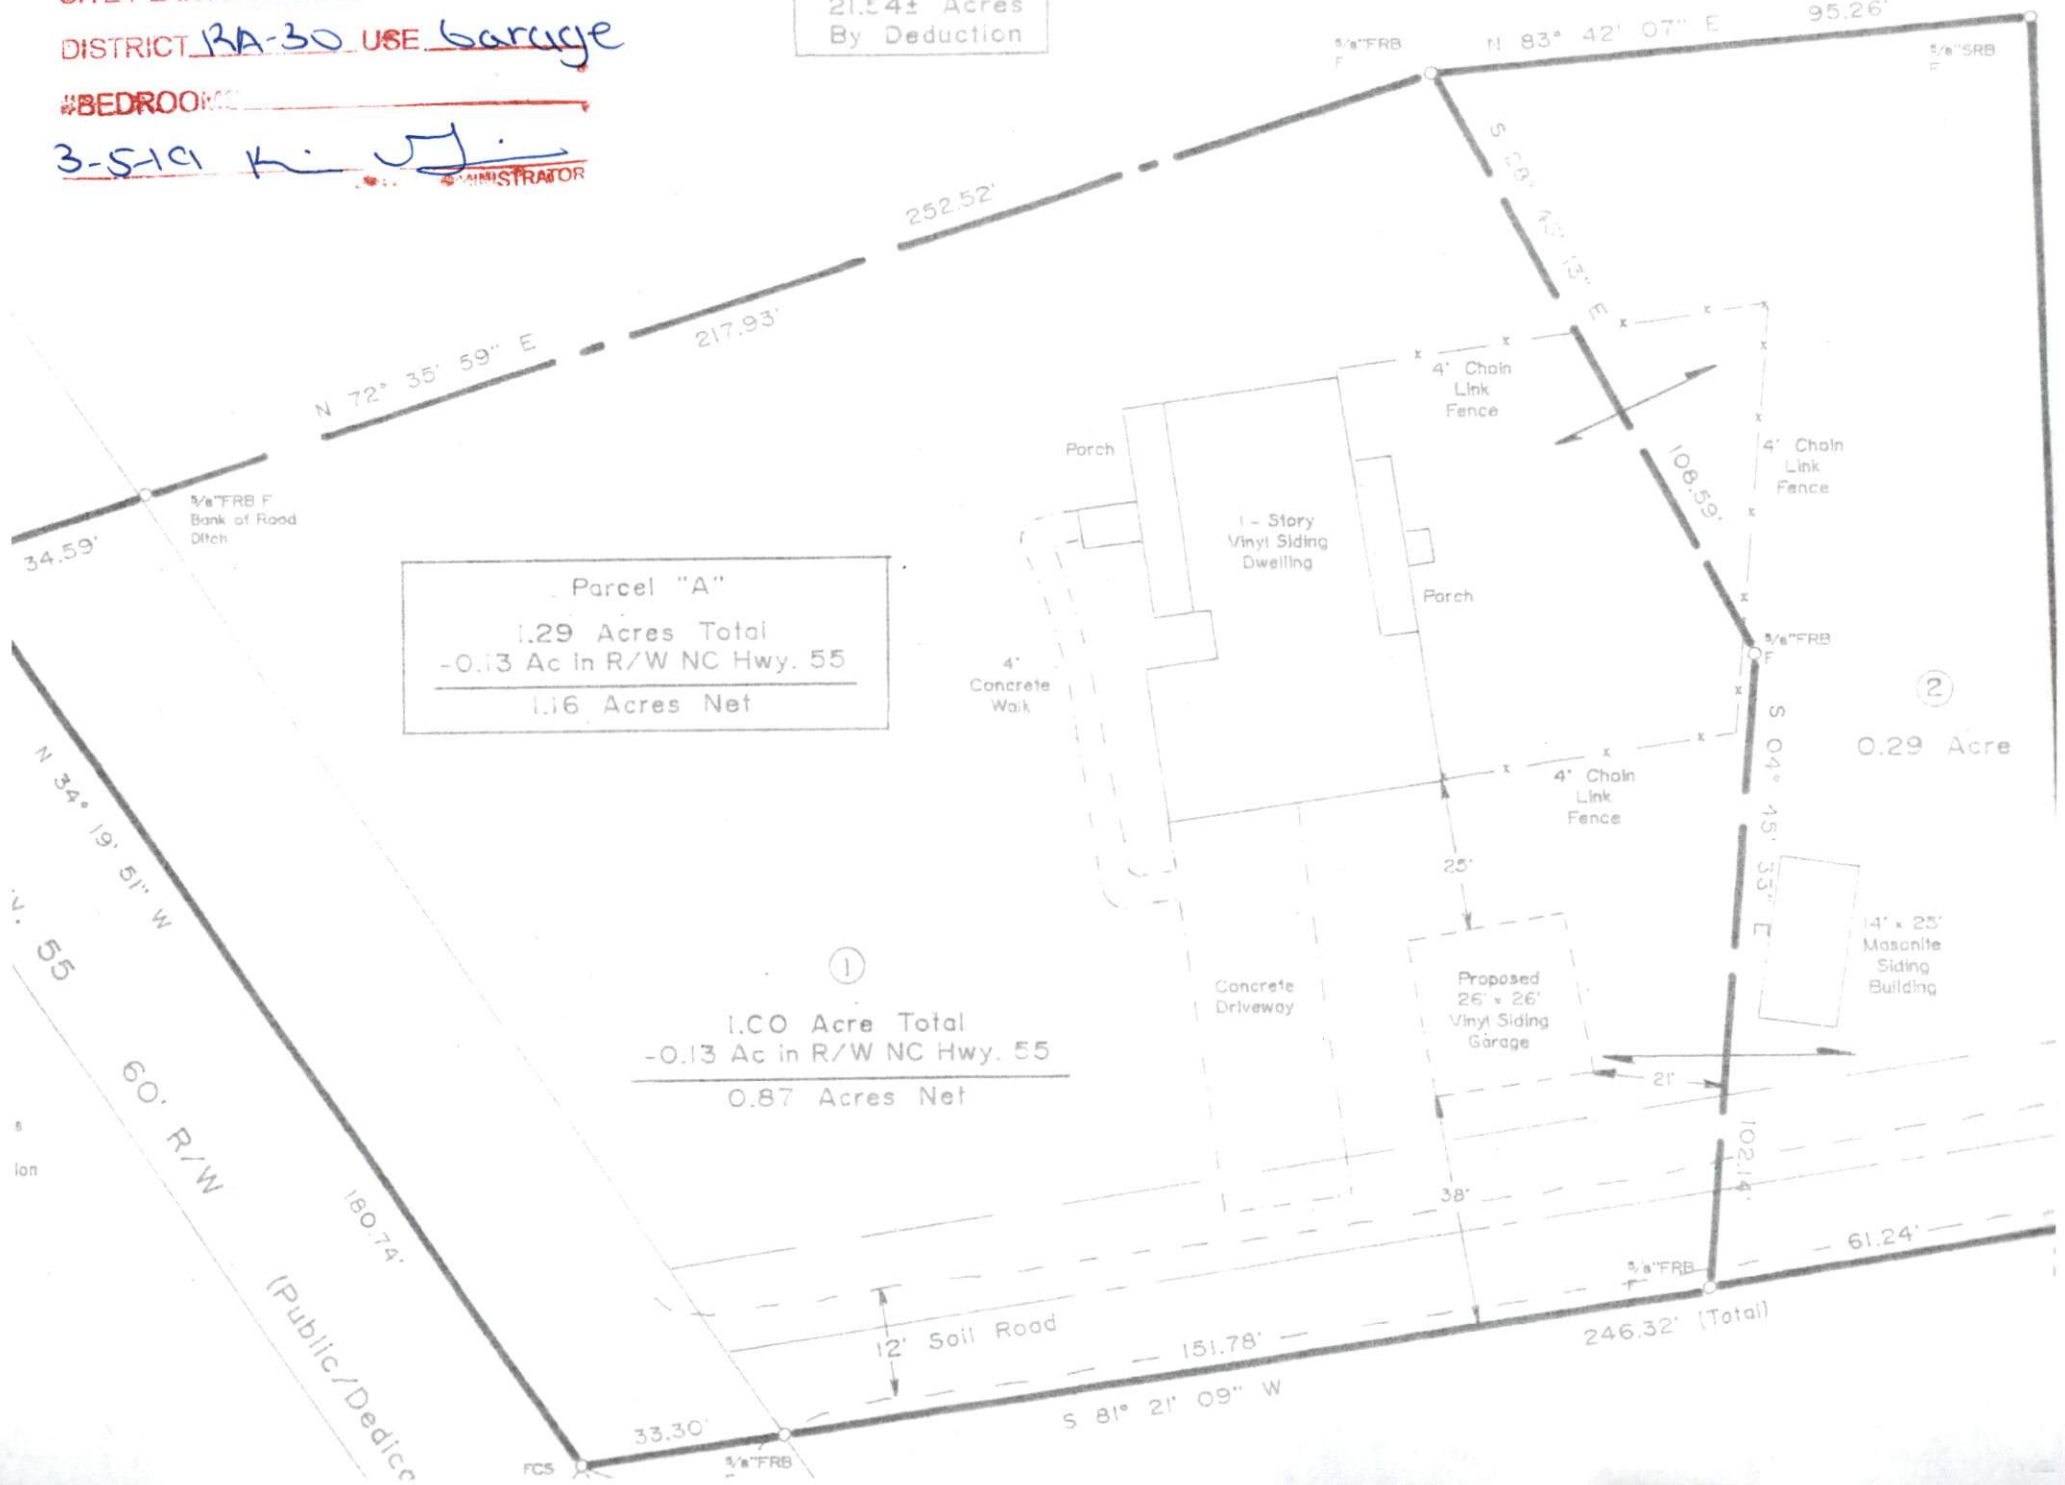 DISTRICT RA-30 USE Garage
#BEDROOMS
3-5-19
21.54± Acres
By Deduction
5/8"FRB
F
N 83° 42' 07" E
95.26'
5/8"SRB
F
252.52'
217.93'
N 72° 35' 59" E
34.59'
5/8"FRB F
Bank of Road
Ditch
13" E
108.59'
4' Chain
Link
Fence
4' Chain
Link
Fence
Porch
1 - Story
Vinyl Siding
Dwelling
Porch
Parcel "A"
1.29 Acres Total
-0.13 Ac in R/W NC Hwy. 55
1.16 Acres Net
4'
Concrete
Walk
5/8"FRB
F
2
0.29 Acre
S 04° 45' 33" E
4' Chain
Link
Fence
25'
14' x 25'
Masonite
Siding
Building
N 34° 19' 51" W
55
60' R/W
(Public/Dedica
180.74'
s
ion
1
1.00 Acre Total
-0.13 Ac in R/W NC Hwy. 55
0.87 Acres Net
Concrete
Driveway
Proposed
26' x 26'
Vinyl Siding
Garage
21'
102.14'
38'
12' Soil Road
5/8"FRB
F
61.24'
246.32' (Total)
151.78'
S 81° 21' 09" W
33.30'
FCS
5/8"FRB